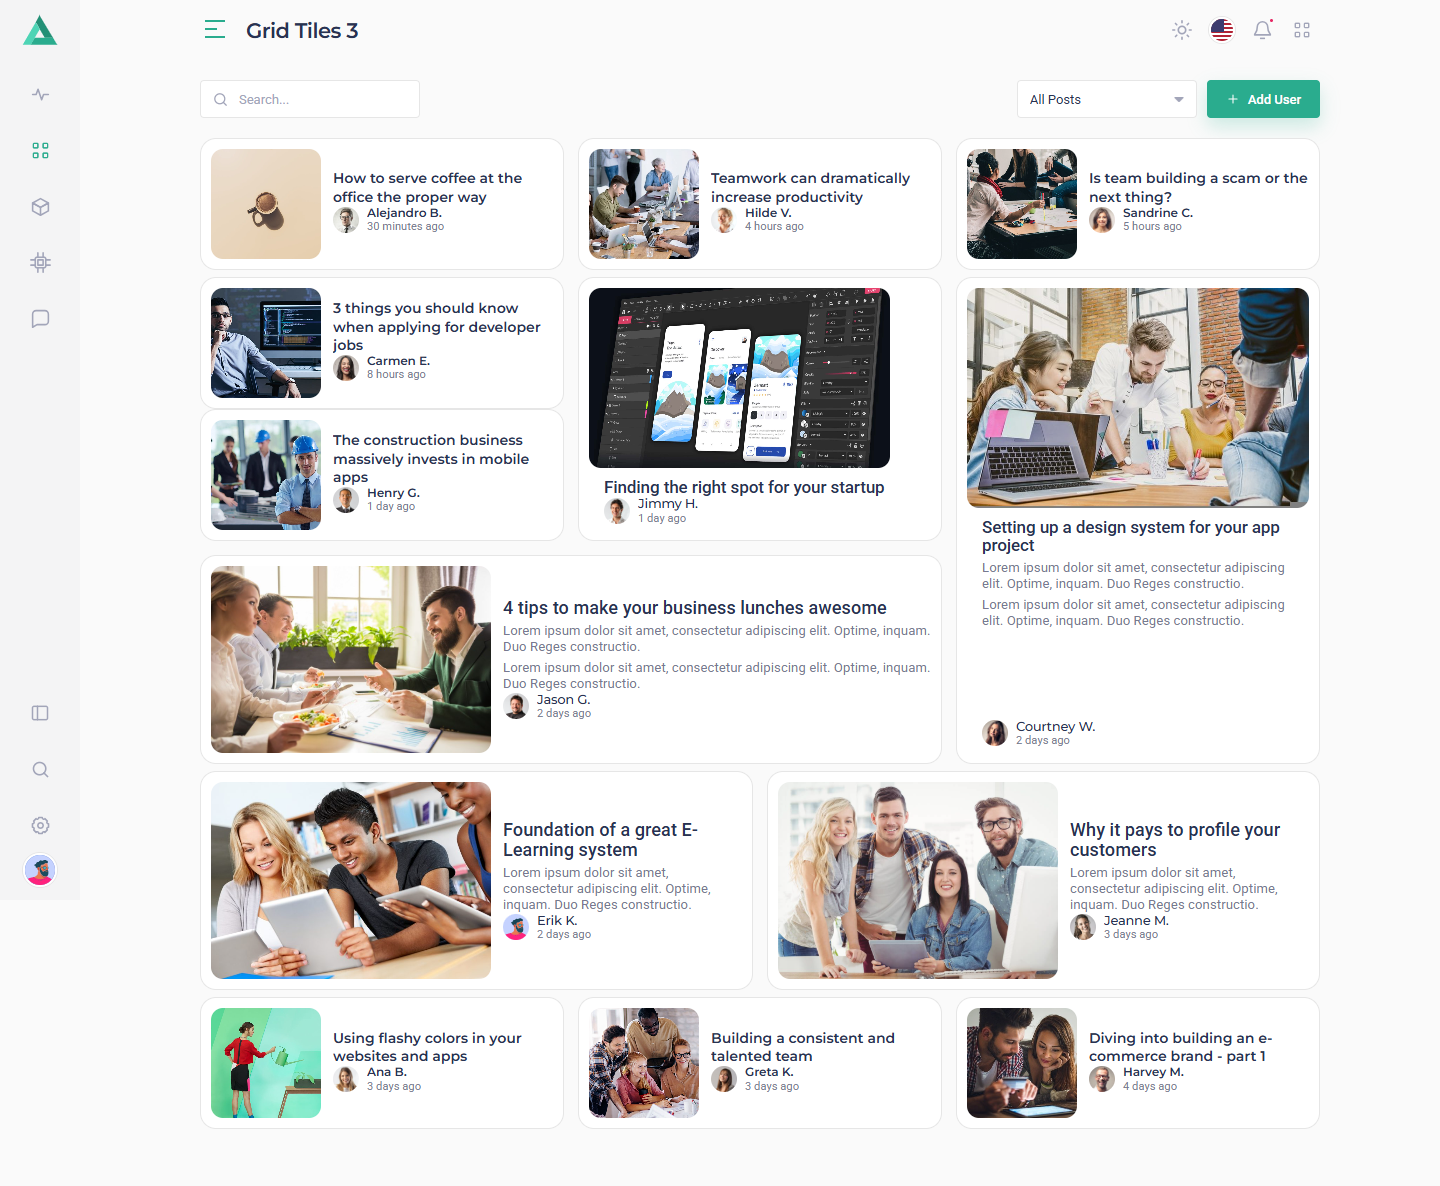 Grid Tiles 3
Search...
All Posts
Add User
How to serve coffee at the
office the proper way
Alejandro B.
30 minutes ago
Teamwork can dramatically
increase productivity
Hilde V.
4 hours ago
Is team building a scam or the
next thing?
Sandrine C.
5 hours ago
3 things you should know
when applying for developer
jobs
Carmen E.
8 hours ago
The construction business
massively invests in mobile
apps
Henry G.
1 day ago
Finding the right spot for your startup
Jimmy H.
1 day ago
Setting up a design system for your app
project
Lorem ipsum dolor sit amet, consectetur adipiscing
elit. Optime, inquam. Duo Reges constructio.
Lorem ipsum dolor sit amet, consectetur adipiscing
elit. Optime, inquam. Duo Reges constructio.
Courtney W.
2 days ago
4 tips to make your business lunches awesome
Lorem ipsum dolor sit amet, consectetur adipiscing elit. Optime, inquam.
Duo Reges constructio.
Lorem ipsum dolor sit amet, consectetur adipiscing elit. Optime, inquam.
Duo Reges constructio.
Jason G.
2 days ago
Foundation of a great E-
Learning system
Lorem ipsum dolor sit amet,
consectetur adipiscing elit. Optime,
inquam. Duo Reges constructio.
Erik K.
2 days ago
Why it pays to profile your
customers
Lorem ipsum dolor sit amet,
consectetur adipiscing elit. Optime,
inquam. Duo Reges constructio.
Jeanne M.
3 days ago
Using flashy colors in your
websites and apps
Ana B.
3 days ago
Building a consistent and
talented team
Greta K.
3 days ago
Diving into building an e-
commerce brand - part 1
Harvey M.
4 days ago